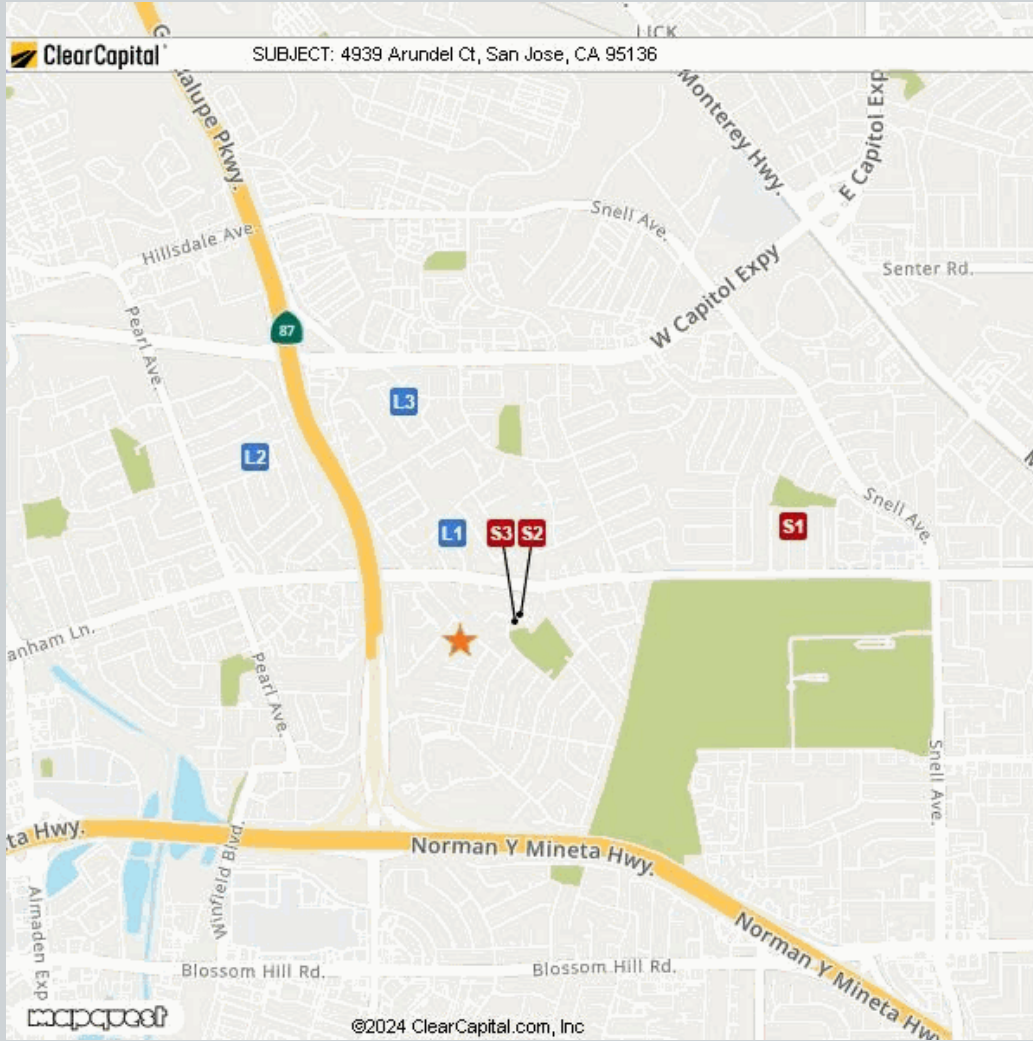 LICK
ClearCapital
SUBJECT: 4939 Arundel Ct, San Jose, CA 95136
G
alupe Pkwy.
Monterey Hwy.
E Capitol Exp
Snell Ave.
Hillsdale Ave.
Senter Rd.
W Capitol Expy
Pearl Ave.
87
L3
L2
Snell Ave.
L1
S3
S2
S1
anham Ln.
Pearl Ave.
Snell Ave.
ta Hwy.
Norman Y Mineta Hwy.
Winfield Blvd.
Almaden Exp
Norman Y Mineta Hwy
Blossom Hill Rd.
Blossom Hill Rd.
mapquest
©2024 ClearCapital.com, Inc